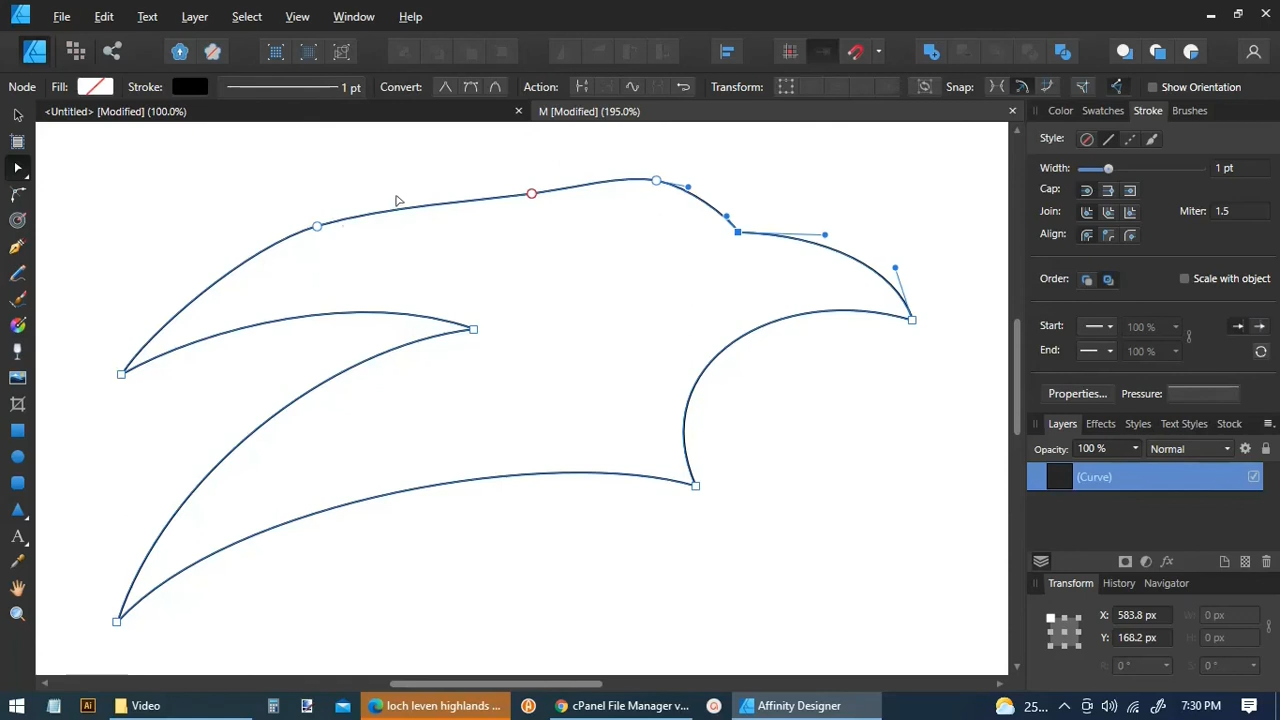 File Edit Text Layer Select View Window Help
Node Fill: Stroke: 1 pt Convert: Action: Transform: Snap: Show Orientation
<Untitled> [Modified] (100.0%) M [Modified] (195.0%)
Color Swatches Stroke Brushes
Style:
Width: 1 pt
Cap:
Join: Miter: 1.5
Align:
Order: Scale with object
Start: 100 %
End: 100 %
Properties... Pressure:
Layers Effects Styles Text Styles Stock
Opacity: 100 % Normal
(Curve)
Transform History Navigator
X: 583.8 px W: 0 px
Y: 168.2 px H: 0 px
R: 0 ° S: 0 °
Video loch leven highlands ... cPanel File Manager v... Affinity Designer 25... 7:30 PM